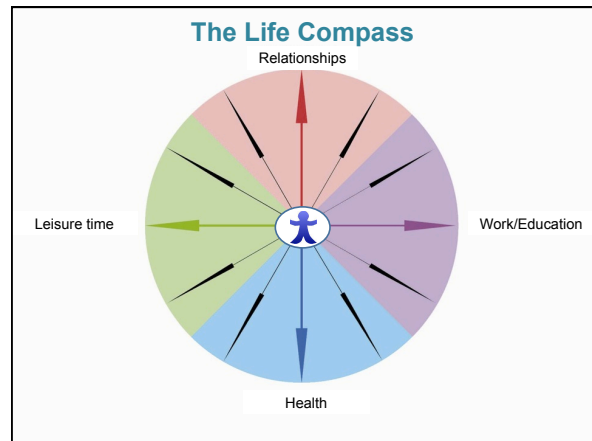 The Life Compass
Relationships
Leisure time
Work/Education
Health